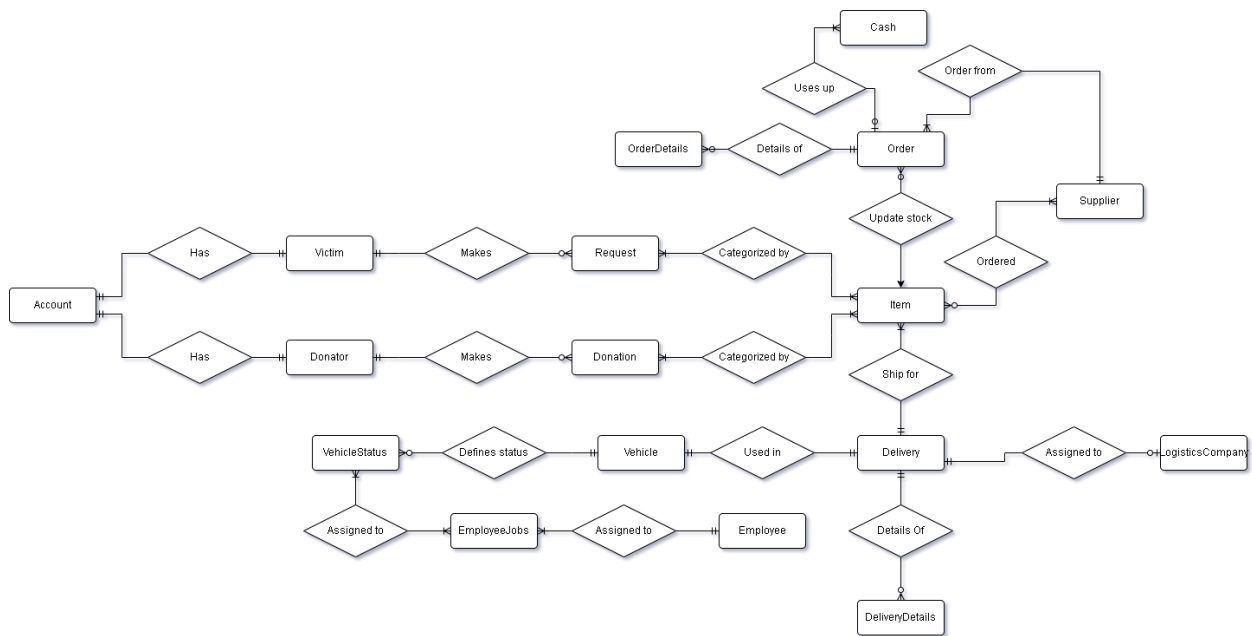 Cash
Order from
Uses up
OrderDetails
Details of
Order
Supplier
Update stock
Has
Victim
Makes
Request
Categorized by
Ordered
Account
Item
Has
Donator
Makes
Donation
Categorized by
Ship for
VehicleStatus
Defines status
Vehicle
Used in
Delivery
Assigned to
LogisticsCompany
Assigned to
EmployeeJobs
Assigned to
Employee
Details Of
DeliveryDetails